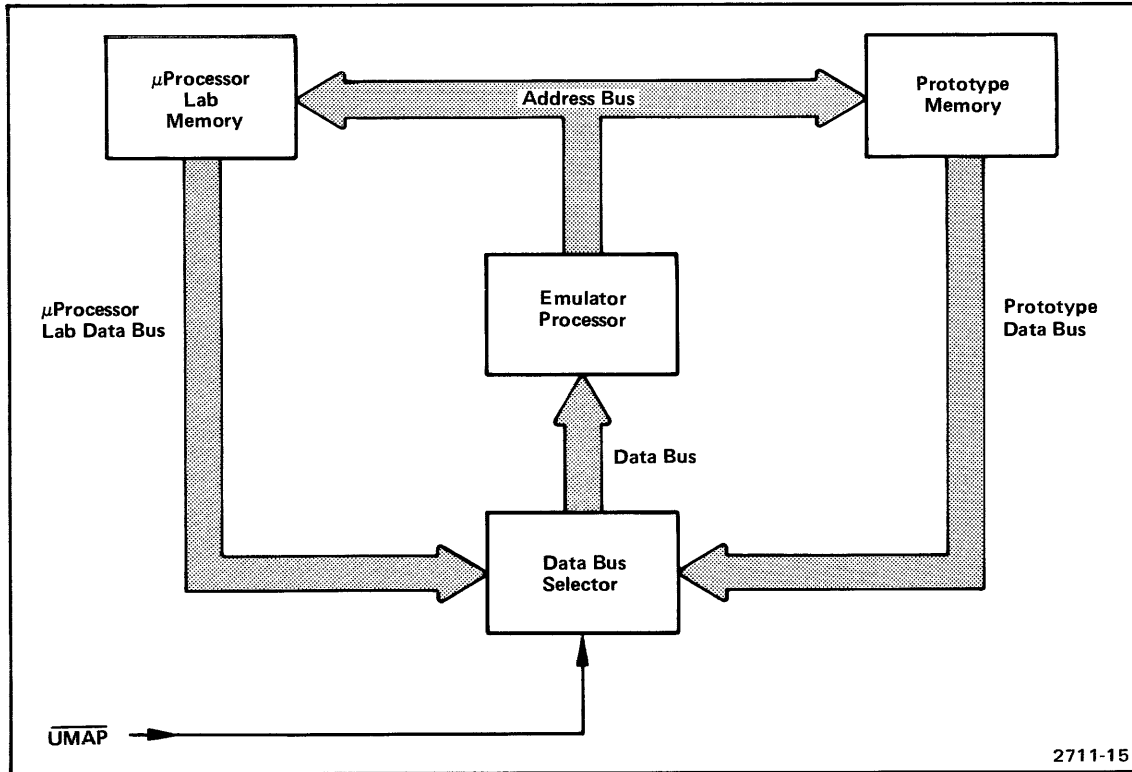 μProcessor
Lab
Memory
Address Bus
Prototype
Memory
μProcessor
Lab Data Bus
Emulator
Processor
Prototype
Data Bus
Data Bus
Data Bus
Selector
U̅M̅A̅P̅
2711-15